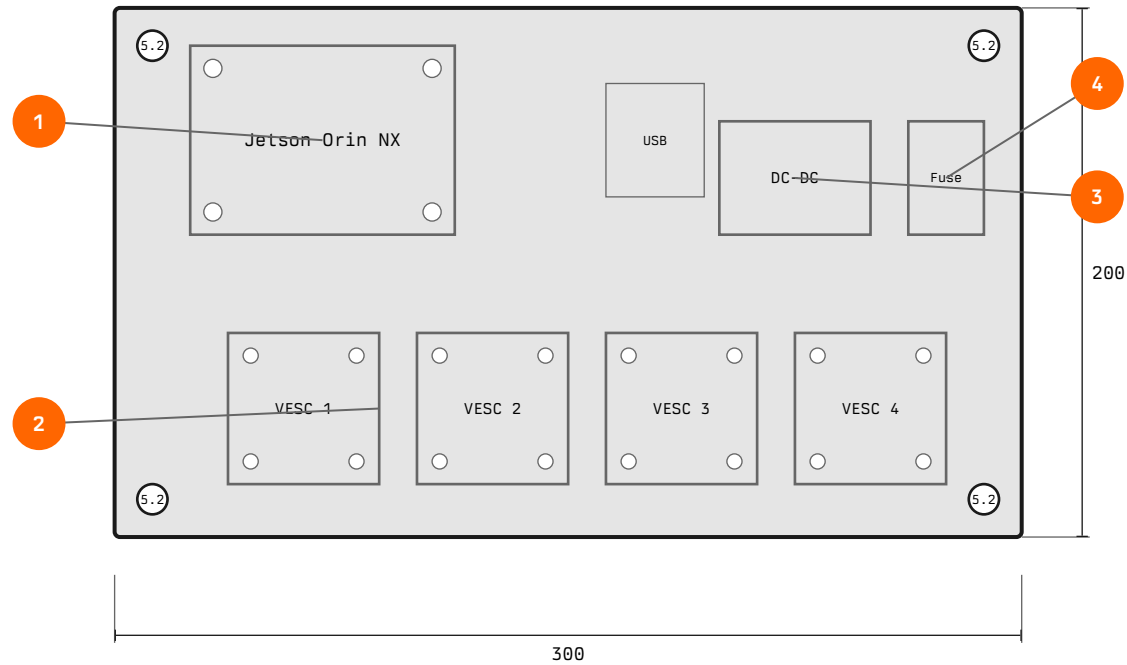 5.2
5.2
4
1
Jetson Orin NX
USB
DC-DC
Fuse
3
200
2
VESC 1
VESC 2
VESC 3
VESC 4
5.2
5.2
300